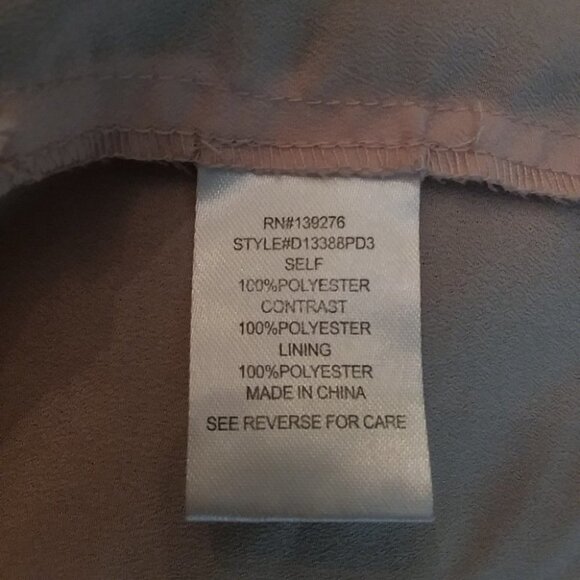 RN#139276
STYLE#D13388PD3
SELF
100%POLYESTER
CONTRAST
100%POLYESTER
LINING
100%POLYESTER
MADE IN CHINA
SEE REVERSE FOR CARE